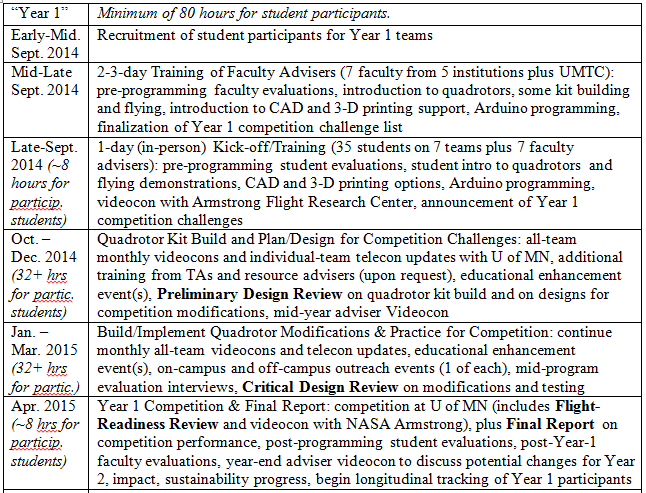 "Year 1"
Minimum of 80 hours for student participants.
Early-Mid.
Sept. 2014
Recruitment of student participants for Year 1 teams
Mid-Late
Sept. 2014
2-3-day Training of Faculty Advisers (7 faculty from 5 institutions plus UMTC):
pre-programming faculty evaluations, introduction to quadrotors, some kit building
and flying, introduction to CAD and 3-D printing support, Arduino programming,
finalization of Year 1 competition challenge list
Late-Sept.
2014 (~8
hours for
particip.
students)
1-day (in-person) Kick-off/Training (35 students on 7 teams plus 7 faculty
advisers): pre-programming student evaluations, student intro to quadrotors and
flying demonstrations, CAD and 3-D printing options, Arduino programming,
videocon with Armstrong Flight Research Center, announcement of Year 1
competition challenges
Oct. –
Dec. 2014
(32+ hrs
for partic.
students)
Quadrotor Kit Build and Plan/Design for Competition Challenges: all-team
monthly videocons and individual-team telecon updates with U of MN, additional
training from TAs and resource advisers (upon request), educational enhancement
event(s), Preliminary Design Review on quadrotor kit build and on designs for
competition modifications, mid-year adviser Videocon
Jan. –
Mar. 2015
(32+ hrs
for partic.)
Build/Implement Quadrotor Modifications & Practice for Competition: continue
monthly all-team videocons and telecon updates, educational enhancement
event(s), on-campus and off-campus outreach events (1 of each), mid-program
evaluation interviews, Critical Design Review on modifications and testing
Apr. 2015
(~8 hrs for
particip.
students)
Year 1 Competition & Final Report: competition at U of MN (includes Flight-
Readiness Review and videocon with NASA Armstrong), plus Final Report on
competition performance, post-programming student evaluations, post-Year-1
faculty evaluations, year-end adviser videocon to discuss potential changes for Year
2, impact, sustainability progress, begin longitudinal tracking of Year 1 participants